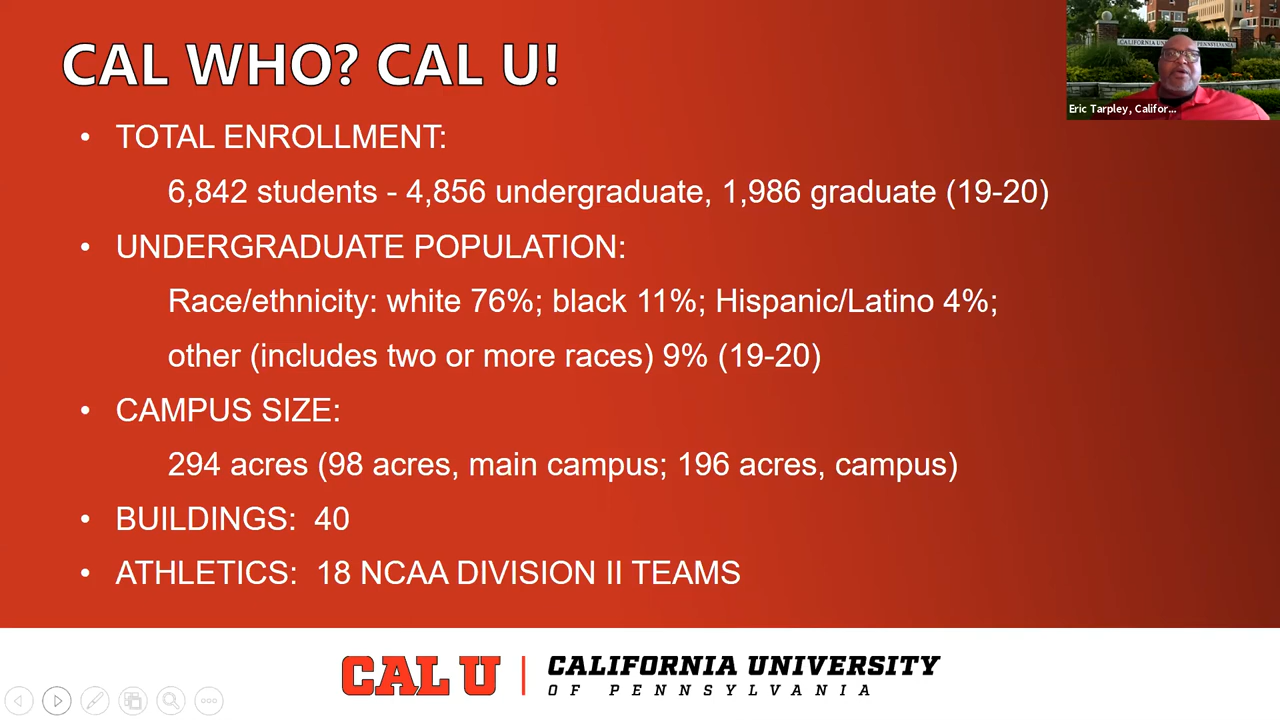 CAL WHO? CAL U!
CALIFORNIA UNIVERSITY PENNSYLVANIA
Eric Tarpley, Califor...
• TOTAL ENROLLMENT:
6,842 students - 4,856 undergraduate, 1,986 graduate (19-20)
• UNDERGRADUATE POPULATION:
Race/ethnicity: white 76%; black 11%; Hispanic/Latino 4%;
other (includes two or more races) 9% (19-20)
• CAMPUS SIZE:
294 acres (98 acres, main campus; 196 acres, campus)
• BUILDINGS: 40
• ATHLETICS: 18 NCAA DIVISION II TEAMS
CAL U
CALIFORNIA UNIVERSITY
OF PENNSYLVANIA